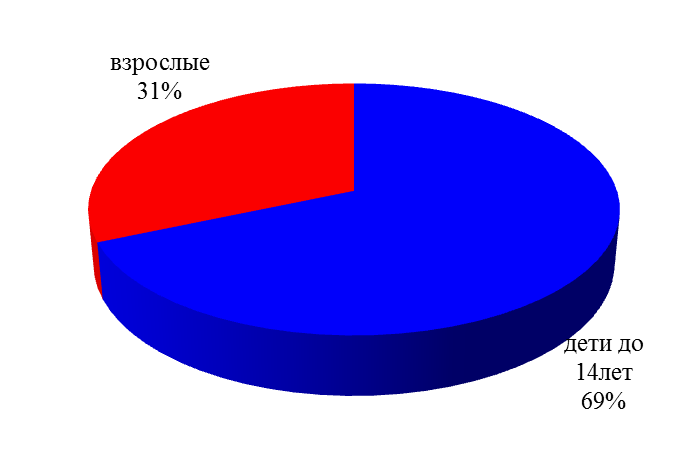 взрослые
31%
дети до
14лет
69%